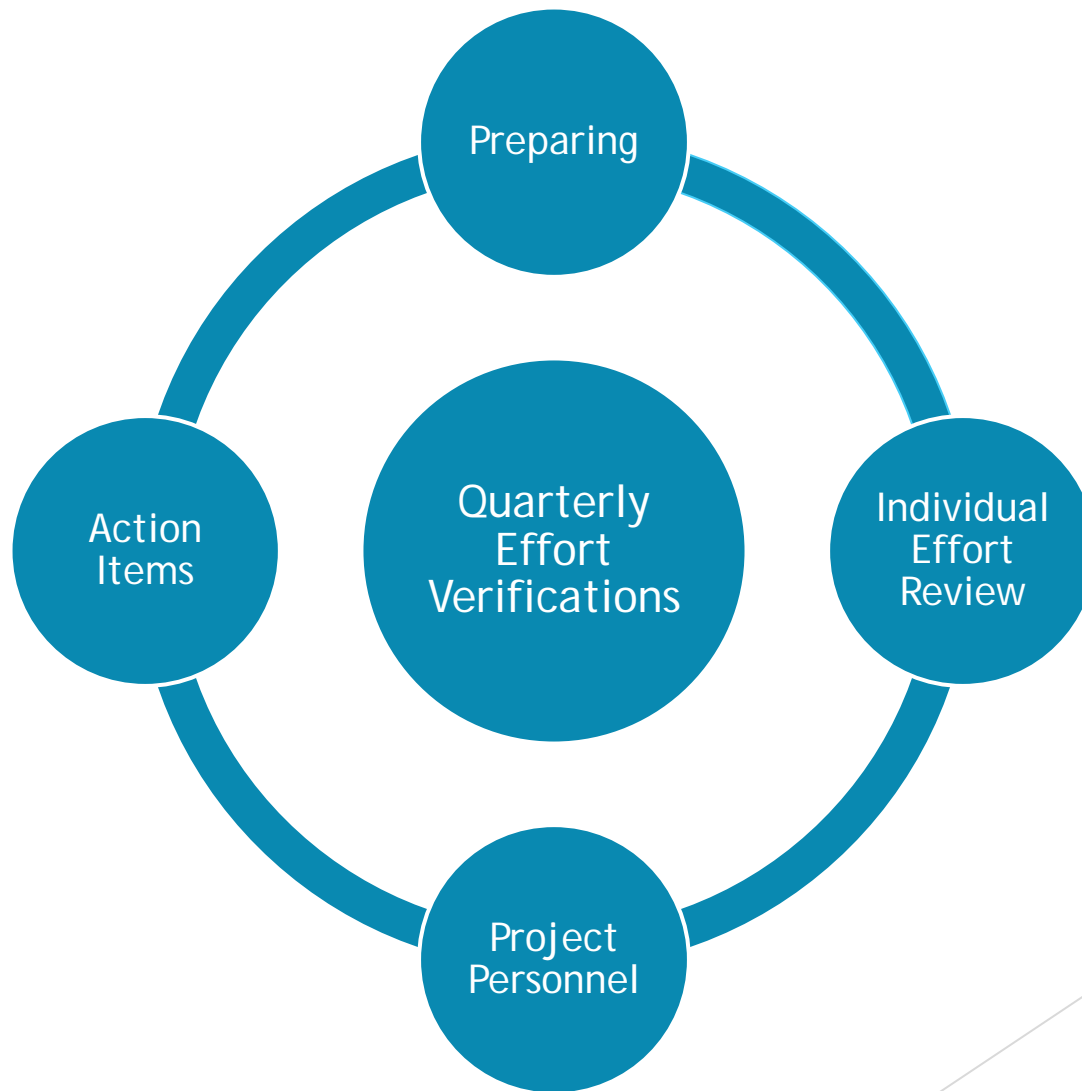 Preparing
Individual
Effort
Review
Project
Personnel
Action
Items
Quarterly
Effort
Verifications